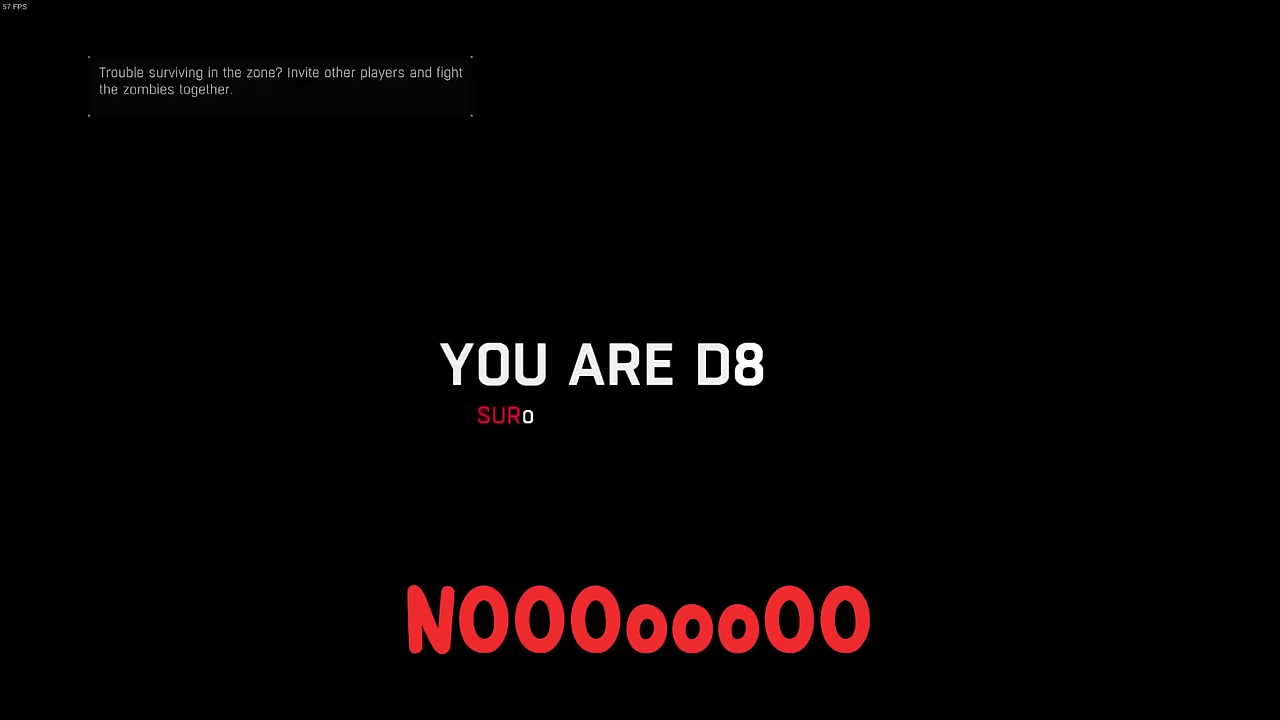 57 FPS
Trouble surviving in the zone? Invite other players and fight
the zombies together.
YOU ARE D8
SURo
NOOOoooOO